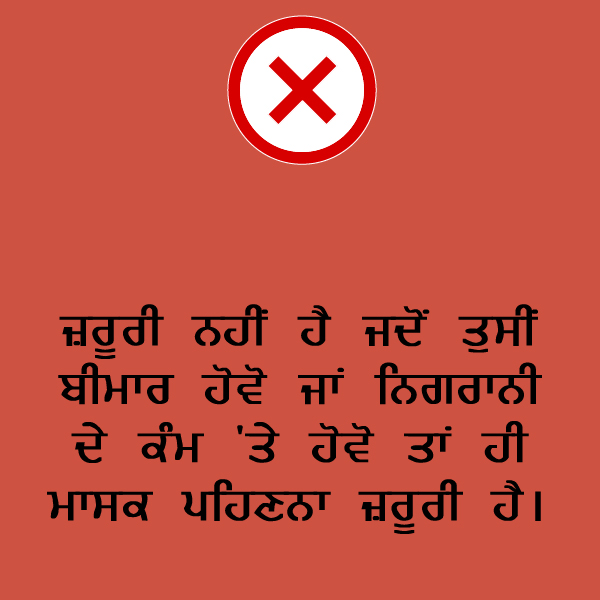 ਜ਼ਰੂਰੀ ਨਹੀਂ ਹੈ ਜਦੋਂ ਤੁਸੀਂ
ਬੀਮਾਰ ਹੋਵੋ ਜਾਂ ਨਿਗਰਾਨੀ
ਦੇ ਕੰਮ 'ਤੇ ਹੋਵੋ ਤਾਂ ਹੀ
ਮਾਸਕ ਪਹਿਣਨਾ ਜ਼ਰੂਰੀ ਹੈ।